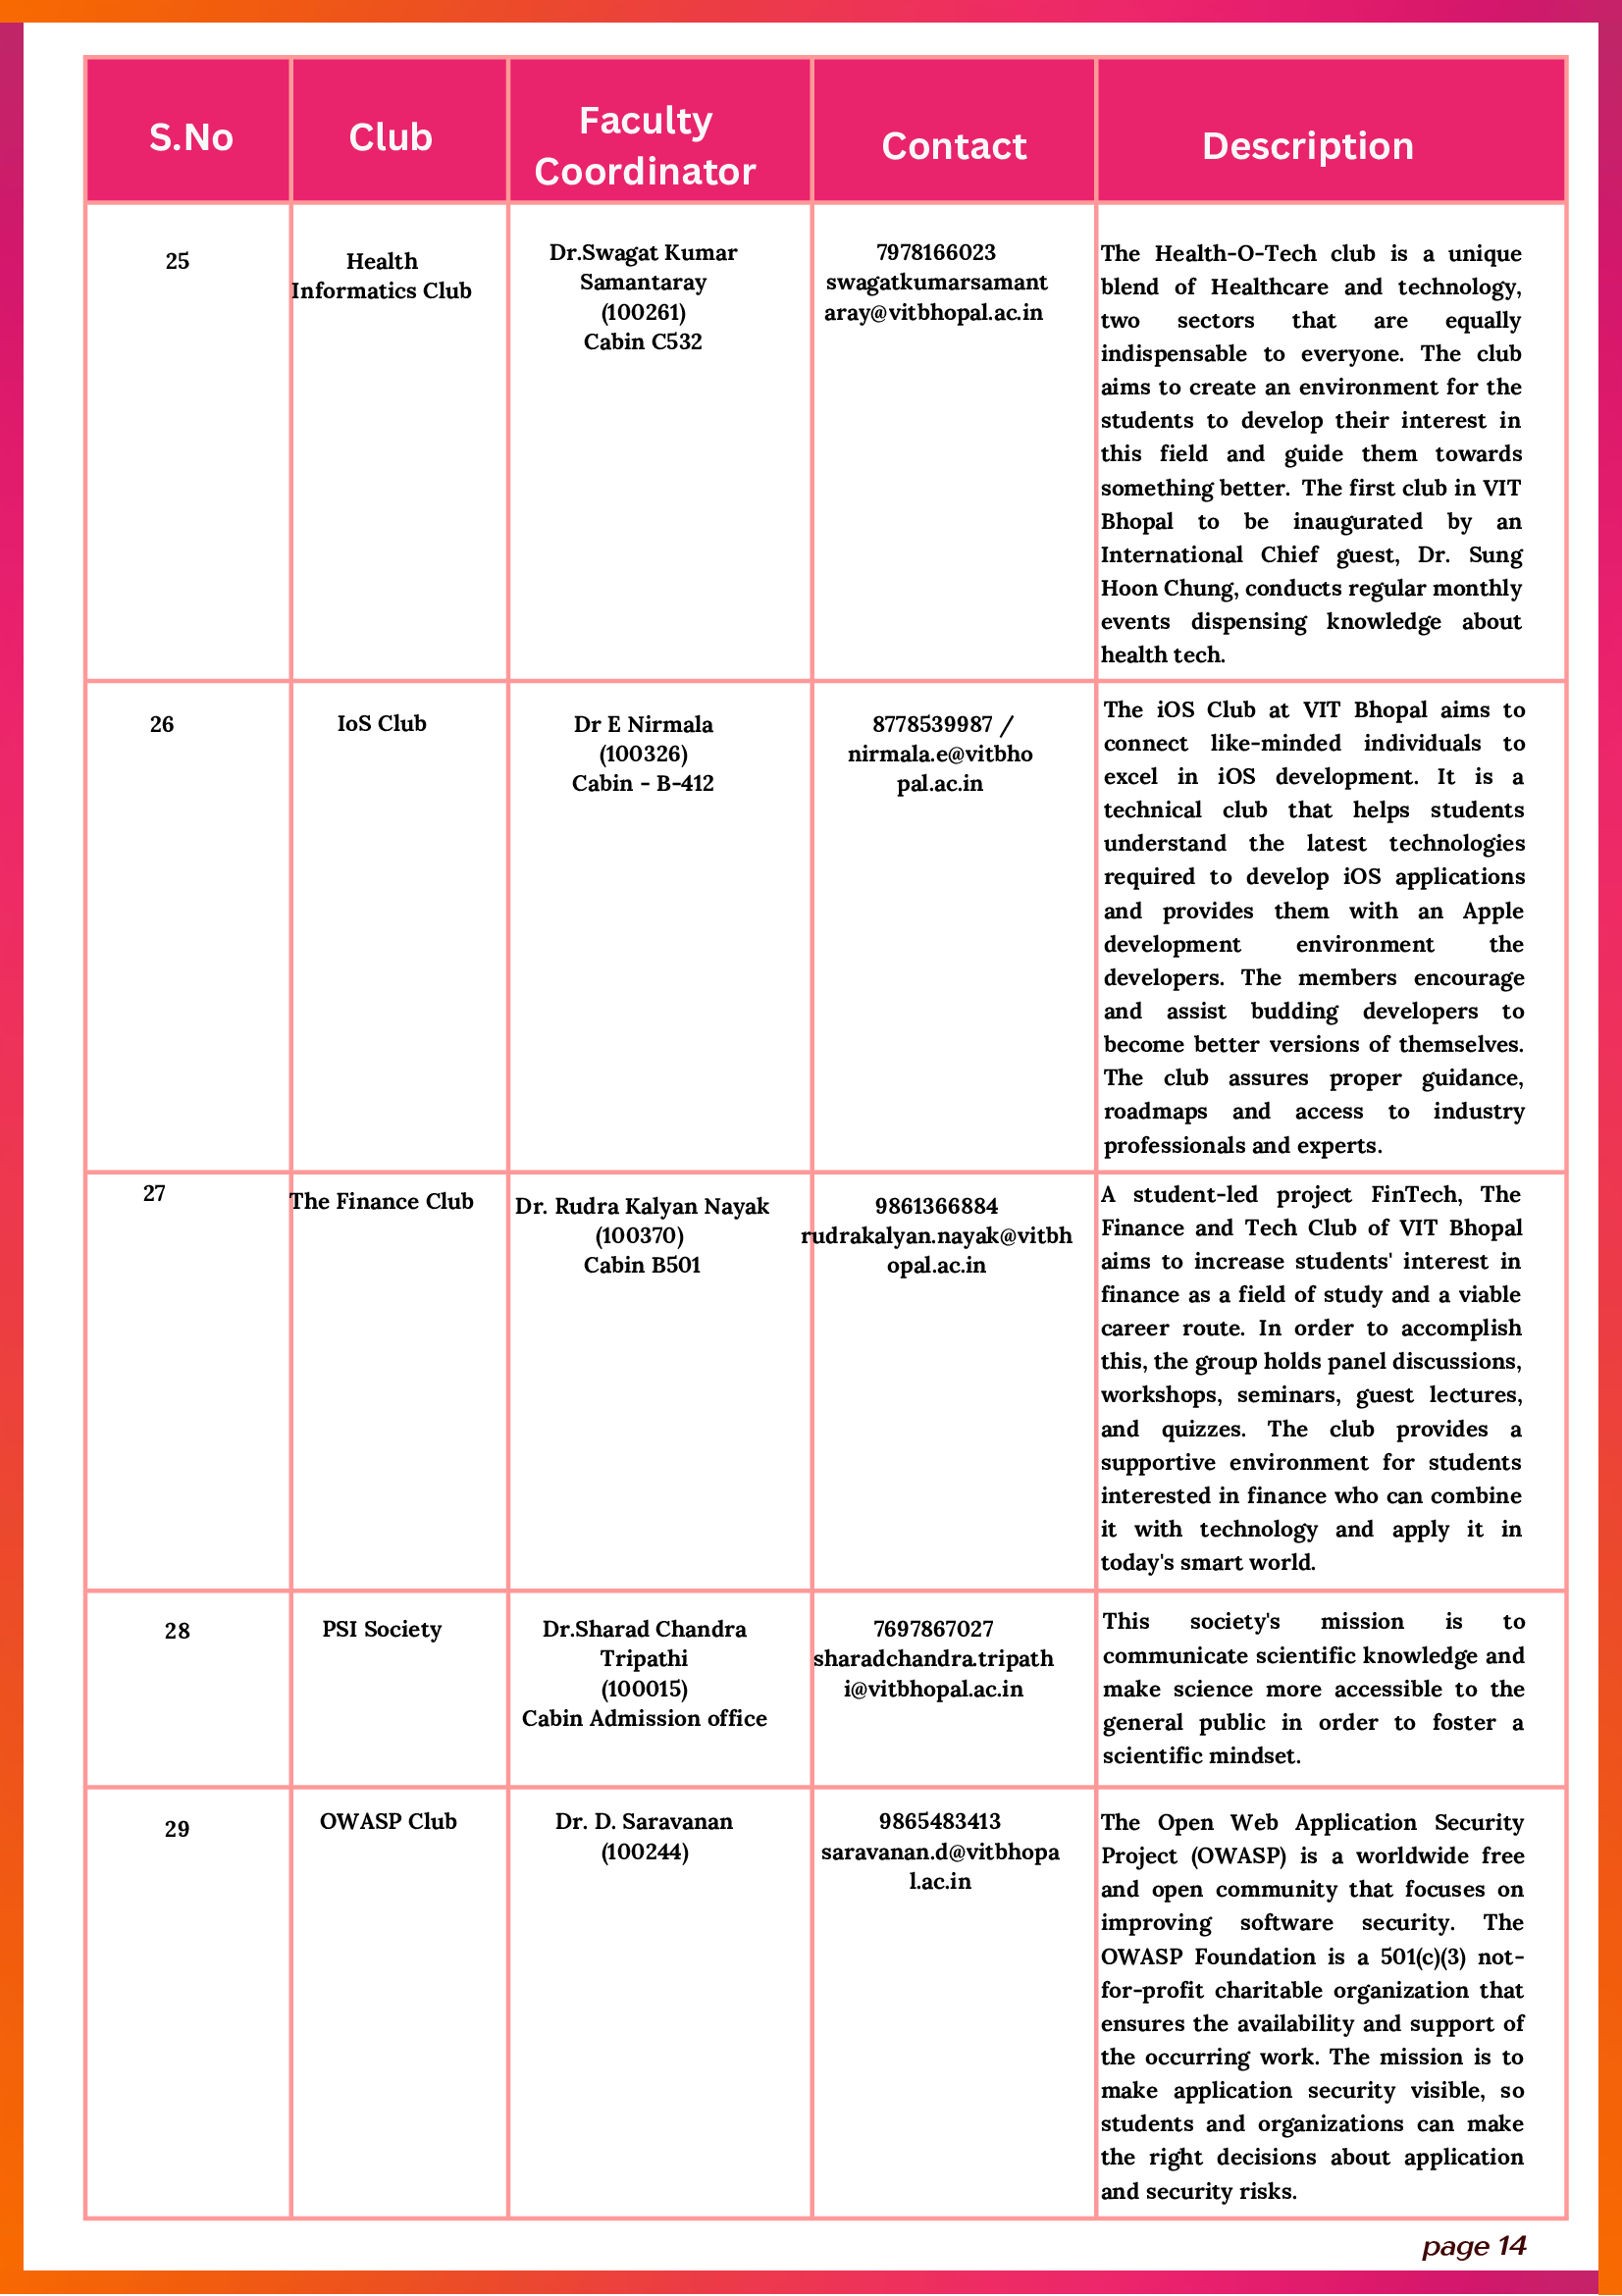 S.No
Club
Faculty
Coordinator
Contact
Description
25
Health
Informatics Club
Dr.Swagat Kumar
Samantaray
(100261)
Cabin C532
7978166023
swagatkumarsamant
aray@vitbhopal.ac.in
The Health-O-Tech club is a unique
blend of Healthcare and technology,
two sectors that are equally
indispensable to everyone. The club
aims to create an environment for the
students to develop their interest in
this field and guide them towards
something better. The first club in VIT
Bhopal to be inaugurated by an
International Chief guest, Dr. Sung
Hoon Chung, conducts regular monthly
events dispensing knowledge about
health tech.
26
IoS Club
Dr E Nirmala
(100326)
Cabin - B-412
8778539987 /
nirmala.e@vitbho
pal.ac.in
The iOS Club at VIT Bhopal aims to
connect like-minded individuals to
excel in iOS development. It is a
technical club that helps students
understand the latest technologies
required to develop iOS applications
and provides them with an Apple
development environment the
developers. The members encourage
and assist budding developers to
become better versions of themselves.
The club assures proper guidance,
roadmaps and access to industry
professionals and experts.
27
The Finance Club
Dr. Rudra Kalyan Nayak
(100370)
Cabin B501
9861366884
rudrakalyan.nayak@vitbh
opal.ac.in
A student-led project FinTech, The
Finance and Tech Club of VIT Bhopal
aims to increase students' interest in
finance as a field of study and a viable
career route. In order to accomplish
this, the group holds panel discussions,
workshops, seminars, guest lectures,
and quizzes. The club provides a
supportive environment for students
interested in finance who can combine
it with technology and apply it in
today's smart world.
28
PSI Society
Dr.Sharad Chandra
Tripathi
(100015)
Cabin Admission office
7697867027
sharadchandra.tripath
i@vitbhopal.ac.in
This society's mission is to
communicate scientific knowledge and
make science more accessible to the
general public in order to foster a
scientific mindset.
29
OWASP Club
Dr. D. Saravanan
(100244)
9865483413
saravanan.d@vitbhopa
l.ac.in
The Open Web Application Security
Project (OWASP) is a worldwide free
and open community that focuses on
improving software security. The
OWASP Foundation is a 501(c)(3) not-
for-profit charitable organization that
ensures the availability and support of
the occurring work. The mission is to
make application security visible, so
students and organizations can make
the right decisions about application
and security risks.
page 14